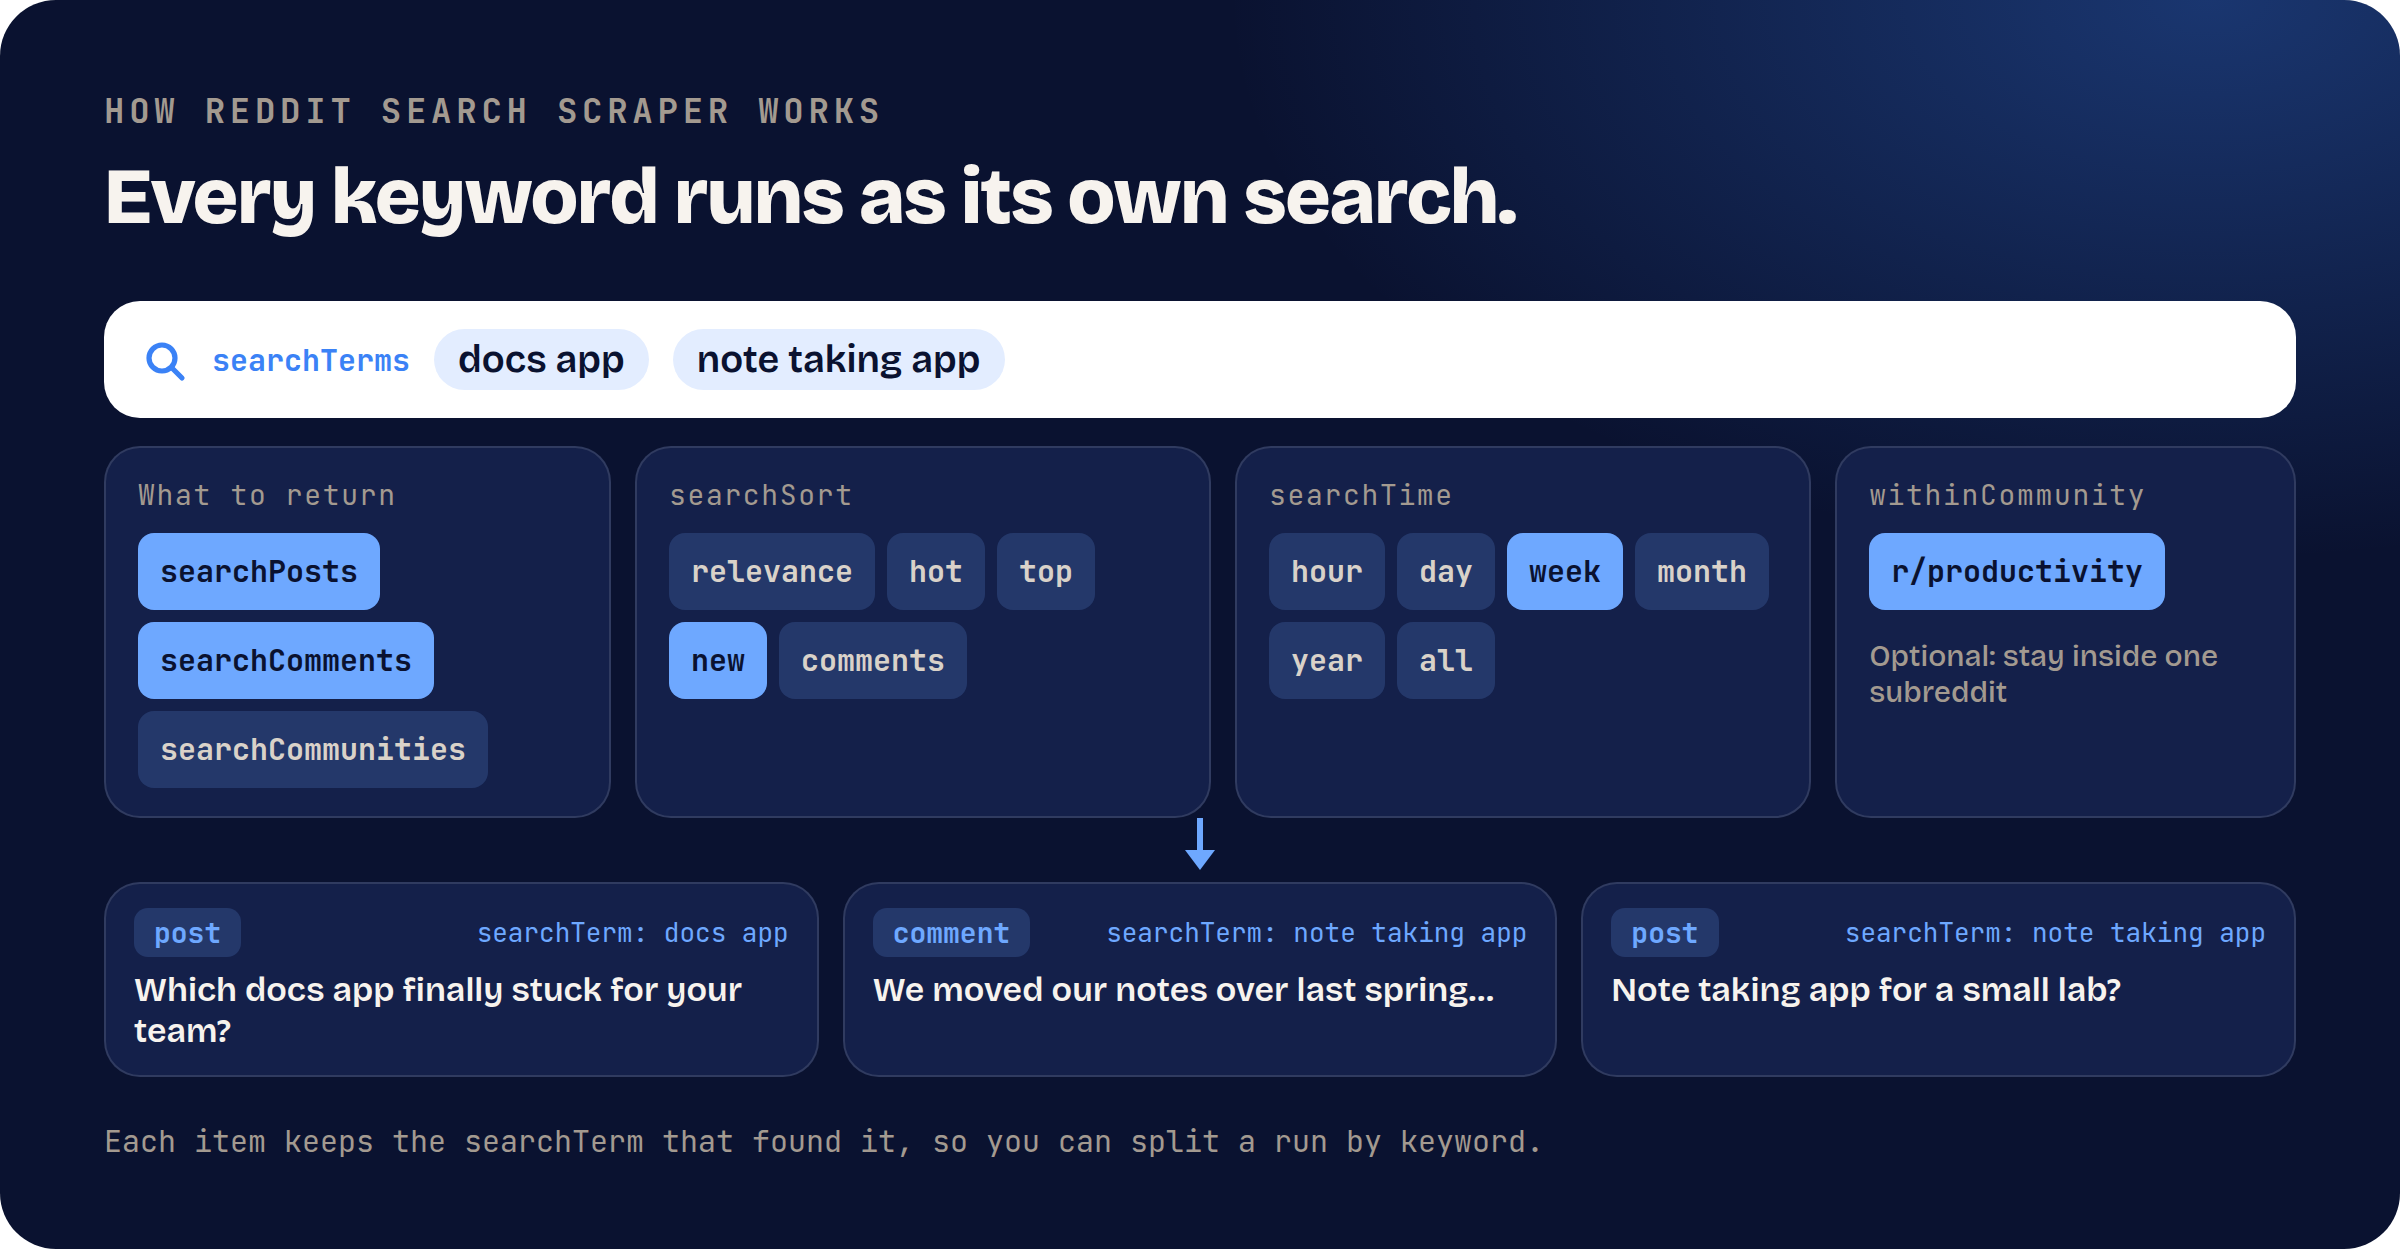 HOW REDDIT SEARCH SCRAPER WORKS
Every keyword runs as its own search.
searchTerms docs app note taking app
What to return
searchPosts
searchComments
searchCommunities
searchSort
relevance hot top
new comments
searchTime
hour day week month
year all
withinCommunity
r/productivity
Optional: stay inside one
subreddit
post searchTerm: docs app
Which docs app finally stuck for your
team?
comment searchTerm: note taking app
We moved our notes over last spring...
post searchTerm: note taking app
Note taking app for a small lab?
Each item keeps the searchTerm that found it, so you can split a run by keyword.